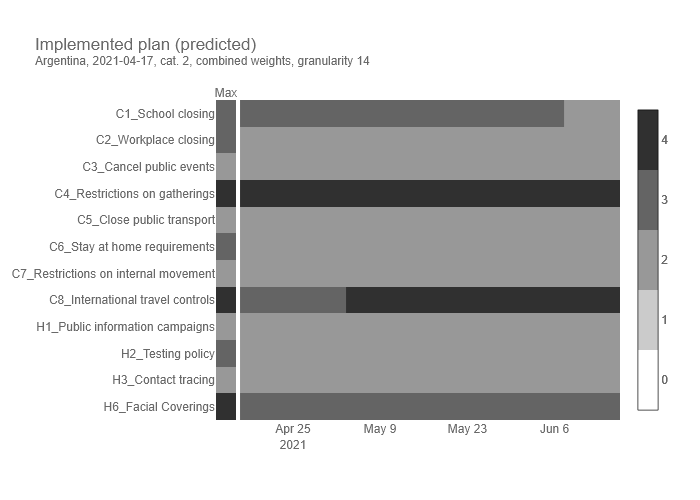 Implemented plan (predicted)
Argentina, 2021-04-17, cat. 2, combined weights, granularity 14
Max
C1_School closing
C2_Workplace closing
C3_Cancel public events
C4_Restrictions on gatherings
C5_Close public transport
C6_Stay at home requirements
C7_Restrictions on internal movement
C8_International travel controls
H1_Public information campaigns
H2_Testing policy
H3_Contact tracing
H6_Facial Coverings
4
3
2
1
0
Apr 25 May 9 May 23 Jun 6
2021